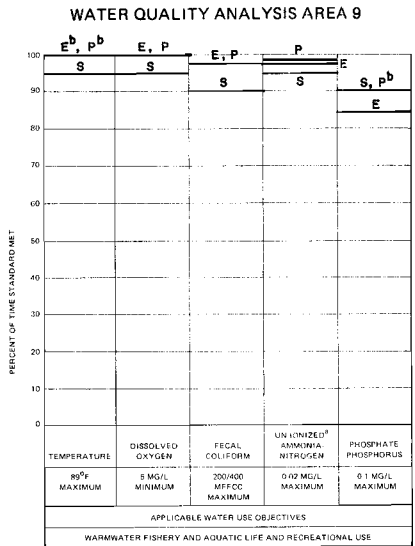 WATER QUALITY ANALYSIS AREA 9
E^b, P^b
E, P
E, P
P
E
S
S
S
S
S, P^b
E
100
90
80
70
60
50
40
30
20
10
0
PERCENT OF TIME STANDARD MET
TEMPERATURE
DISSOLVED OXYGEN
FECAL COLIFORM
UN-IONIZED^a AMMONIA-NITROGEN
PHOSPHATE PHOSPHORUS
89°F MAXIMUM
5 MG/L MINIMUM
200/400 MFFCC MAXIMUM
0.02 MG/L MAXIMUM
0.1 MG/L MAXIMUM
APPLICABLE WATER USE OBJECTIVES
WARMWATER FISHERY AND AQUATIC LIFE AND RECREATIONAL USE